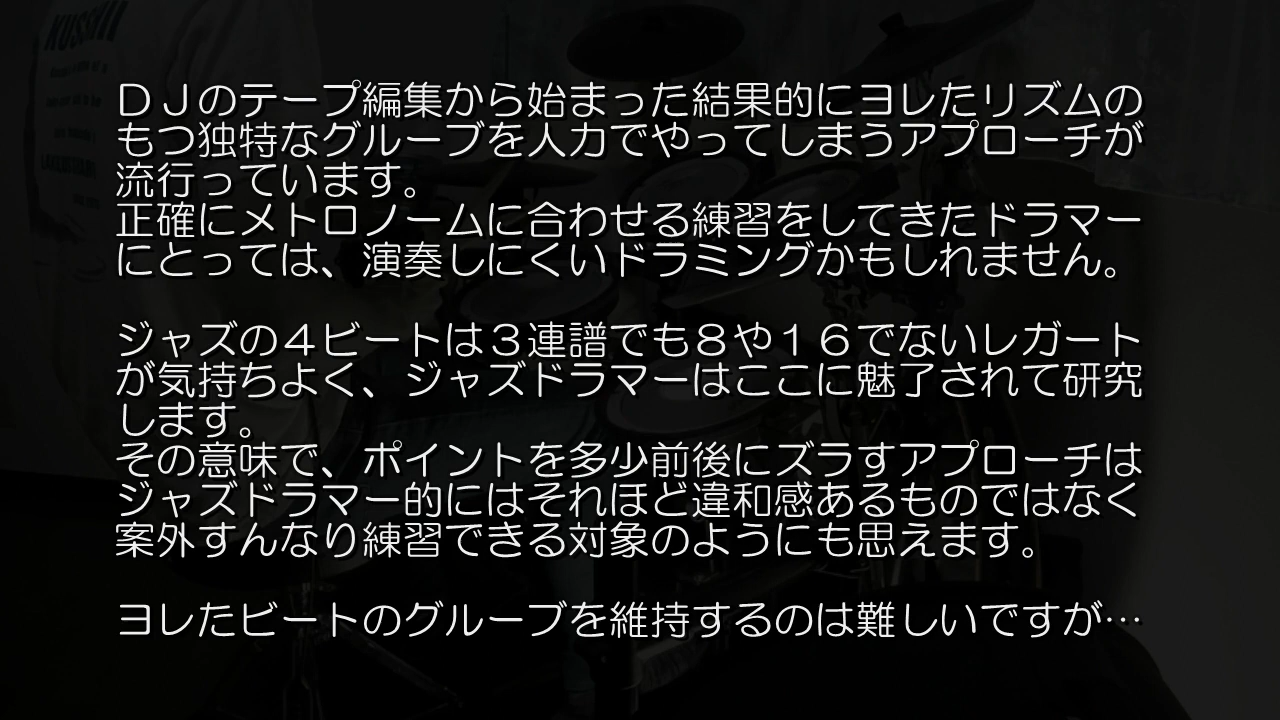 ＤＪのテープ編集から始まった結果的にヨレたリズムの
もつ独特なグルーブを人力でやってしまうアプローチが
流行っています。
正確にメトロノームに合わせる練習をしてきたドラマー
にとっては、演奏しにくいドラミングかもしれません。
ジャズの４ビートは３連譜でも８や１６でないレガート
が気持ちよく、ジャズドラマーはここに魅了されて研究
します。
その意味で、ポイントを多少前後にズラすアプローチは
ジャズドラマー的にはそれほど違和感あるものではなく
案外すんなり練習できる対象のようにも思えます。
ヨレたビートのグルーブを維持するのは難しいですが…